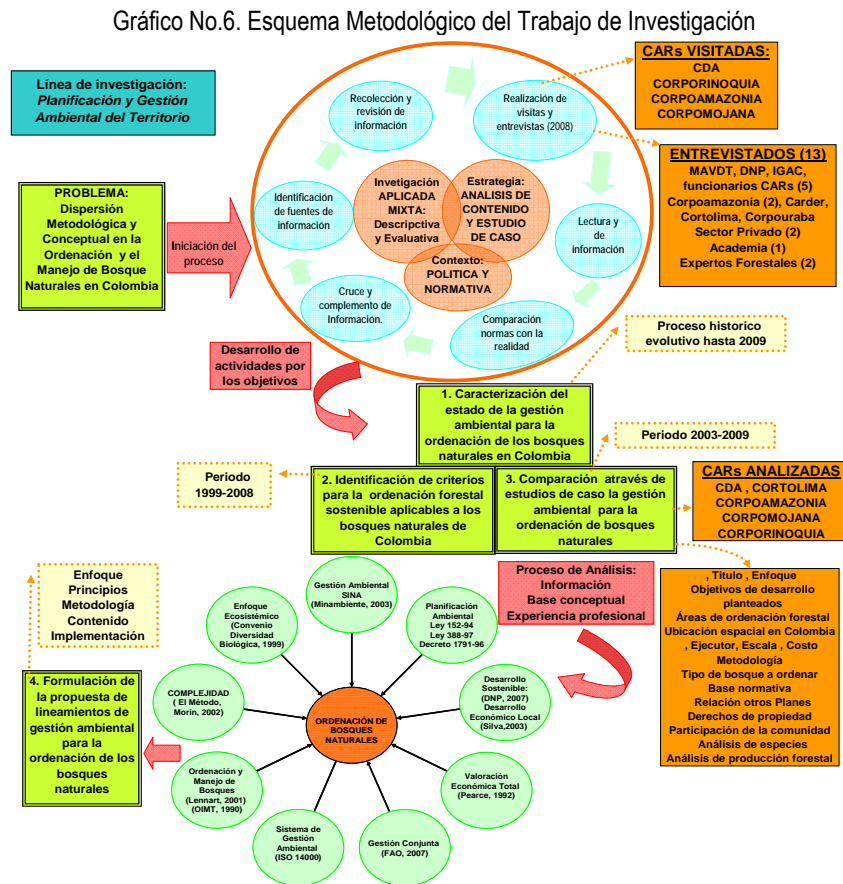 Gráfico No.6. Esquema Metodológico del Trabajo de Investigación
Línea de investigación:
Planificación y Gestión
Ambiental del Territorio
CARs VISITADAS:
CDA
CORPORINOQUIA
CORPOAMAZONIA
CORPOMOJANA
Recolección y
revisión de
información
Realización de
visitas y
entrevistas (2008)
ENTREVISTADOS (13)
MAVDT, DNP, IGAC,
funcionarios CARs (5)
Corpoamazonia (2), Carder,
Cortolima, Corpouraba
Sector Privado (2)
Academia (1)
Expertos Forestales (2)
PROBLEMA:
Dispersión
Metodológica y
Conceptual en la
Ordenación y el
Manejo de Bosque
Naturales en Colombia
Iniciación del
proceso
Identificación
de fuentes de
información
Invetigación
APLICADA
MIXTA:
Descripctiva
y Evaluativa
Estrategia:
ANALISIS DE
CONTENIDO
Y ESTUDIO
DE CASO
Lectura y
de
información
Contexto:
POLITICA Y
NORMATIVA
Cruce y
complemento de
Información.
Comparación
normas con la
realidad
Proceso historico
evolutivo hasta 2009
Desarrollo de
actividades por
los objetivos
1. Caracterización del
estado de la gestión
ambiental para la
ordenación de los bosques
naturales en Colombia
Periodo 2003-2009
Periodo
1999-2008
2. Identificación de criterios
para la ordenación forestal
sostenible aplicables a los
bosques naturales de
Colombia
3. Comparación através de
estudios de caso la gestión
ambiental para la
ordenación de bosques
naturales
CARs ANALIZADAS
CDA , CORTOLIMA
CORPOAMAZONIA
CORPOMOJANA
CORPORINOQUIA
Enfoque
Principios
Metodología
Contenido
Implementación
Proceso de Análisis:
Información
Base conceptual
Experiencia profesional
, Titulo , Enfoque
Objetivos de desarrollo
planteados
Áreas de ordenación forestal
Ubicación espacial en Colombia
, Ejecutor, Escala , Costo
Metodología
Tipo de bosque a ordenar
Base normativa
Relación otros Planes
Derechos de propiedad
Participación de la comunidad
Análisis de especies
Análisis de producción forestal
Gestión Ambiental
SINA
(Minambiente, 2003)
Enfoque
Ecosistémico
(Convenio
Diversidad
Biológica, 1999)
Planificación
Ambiental
Ley 152-94
Ley 388-97
Decreto 1791-96
4. Formulación de
la propuesta de
lineamientos de
gestión ambiental
para la
ordenación de los
bosques
naturales
COMPLEJIDAD
( El Método,
Morin, 2002)
ORDENACIÓN DE
BOSQUES
NATURALES
Desarrollo
Sostenible:
(DNP, 2007)
Desarrollo
Económico Local
(Silva,2003)
Ordenación y
Manejo de
Bosques
(Lennart, 2001)
(OIMT, 1990)
Valoración
Económica Total
(Pearce, 1992)
Sistema de
Gestión
Ambiental
(ISO 14000)
Gestión Conjunta
(FAO, 2007)